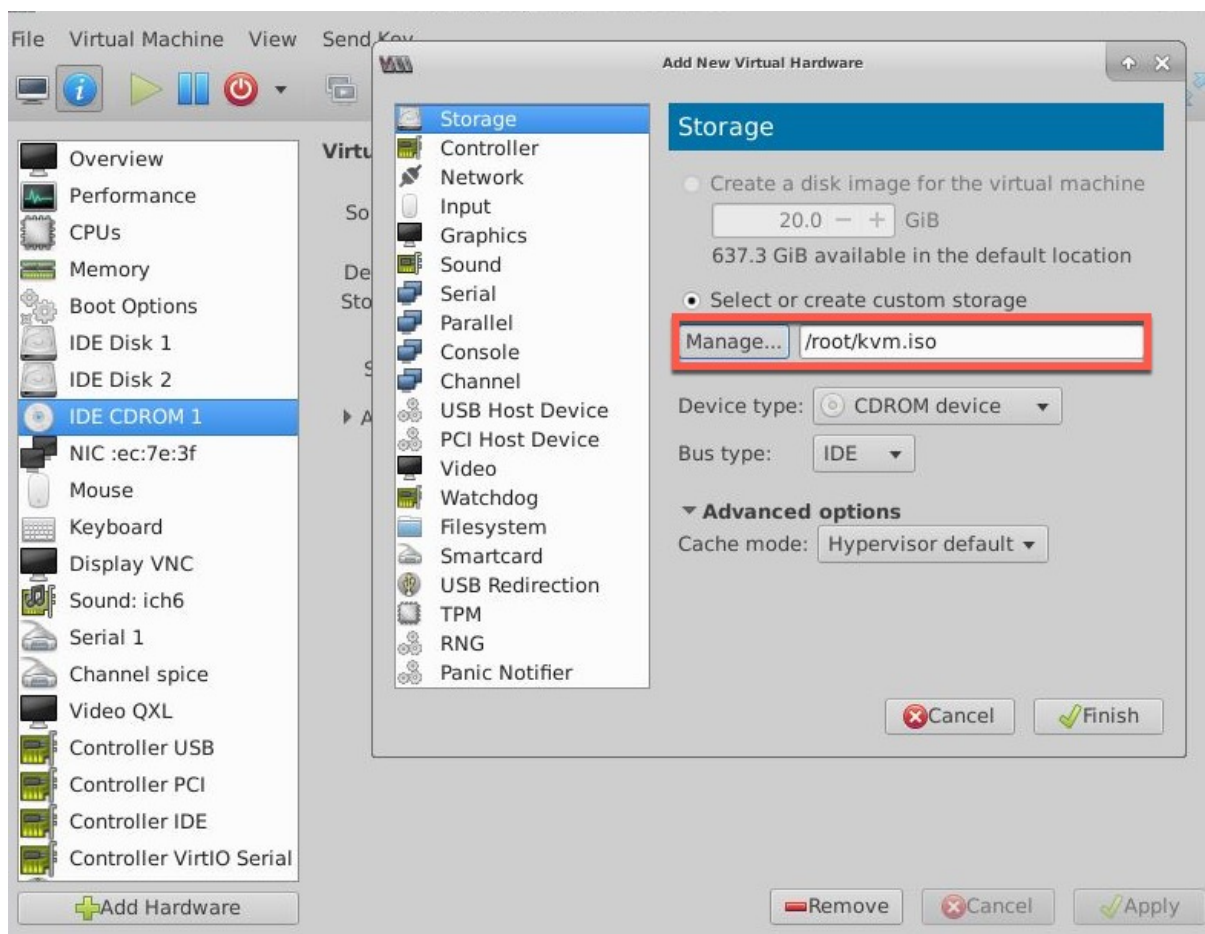 File Virtual Machine View Send Key
Add New Virtual Hardware
Overview
Performance
CPUs
Memory
Boot Options
IDE Disk 1
IDE Disk 2
IDE CDROM 1
NIC :ec:7e:3f
Mouse
Keyboard
Display VNC
Sound: ich6
Serial 1
Channel spice
Video QXL
Controller USB
Controller PCI
Controller IDE
Controller VirtIO Serial
Add Hardware
Virtu
So
De
Sto
S
A
Storage
Controller
Network
Input
Graphics
Sound
Serial
Parallel
Console
Channel
USB Host Device
PCI Host Device
Video
Watchdog
Filesystem
Smartcard
USB Redirection
TPM
RNG
Panic Notifier
Storage
Create a disk image for the virtual machine
20.0 − + GiB
637.3 GiB available in the default location
Select or create custom storage
Manage... /root/kvm.iso
Device type: CDROM device
Bus type: IDE
Advanced options
Cache mode: Hypervisor default
Cancel Finish
Remove Cancel Apply